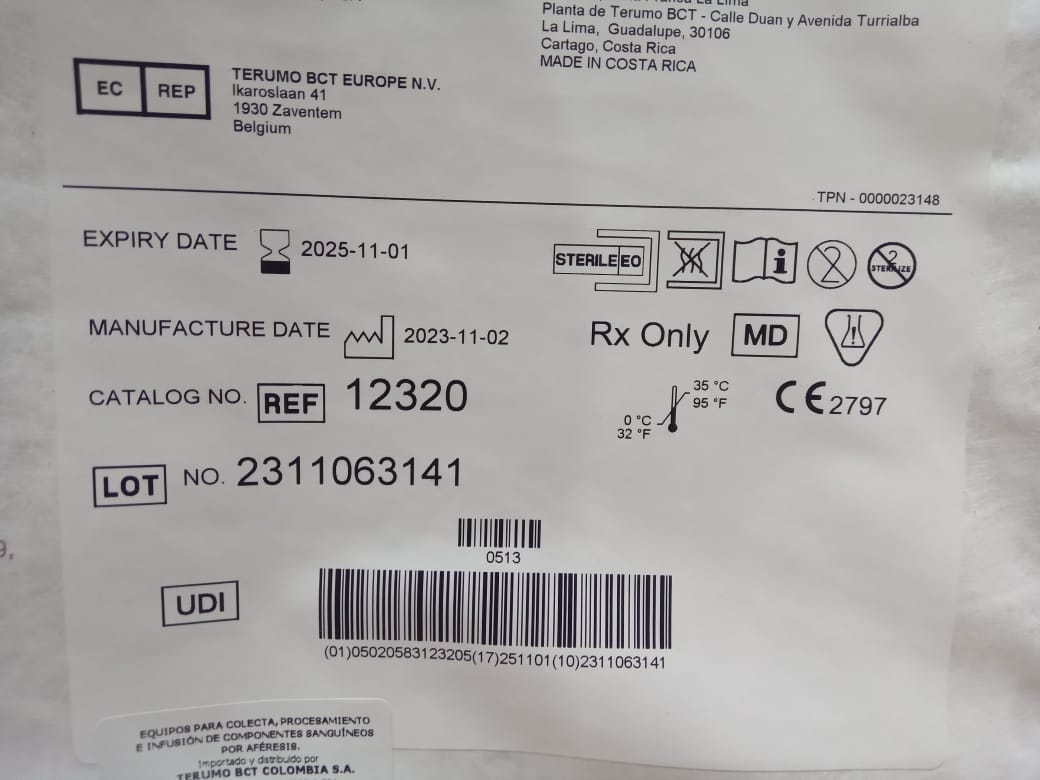 Planta de Terumo BCT - Calle Duan y Avenida Turrialba
La Lima, Guadalupe, 30106
Cartago, Costa Rica
MADE IN COSTA RICA
EC REP
TERUMO BCT EUROPE N.V.
Ikaroslaan 41
1930 Zaventem
Belgium
TPN - 0000023148
EXPIRY DATE 2025-11-01
STERILE EO
2
2 STERILIZE
MANUFACTURE DATE 2023-11-02
Rx Only MD
CATALOG NO. REF 12320
35 °C
95 °F
0 °C
32 °F
CE 2797
LOT NO. 2311063141
0513
UDI
(01)05020583123205(17)251101(10)2311063141
EQUIPOS PARA COLECTA, PROCESAMIENTO
E INFUSIÓN DE COMPONENTES SANGUÍNEOS
POR AFÉRESIS.
Importado y distribuido por
TERUMO BCT COLOMBIA S.A.
9,